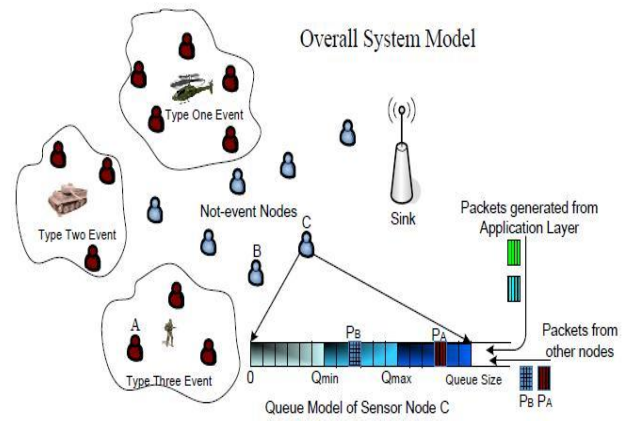 Overall System Model
Type One Event
Not-event Nodes
Sink
Type Two Event
Packets generated from
Application Layer
B
C
A
Type Three Event
PB
PA
Packets from
other nodes
0
Qmin
Qmax
Queue Size
PB PA
Queue Model of Sensor Node C